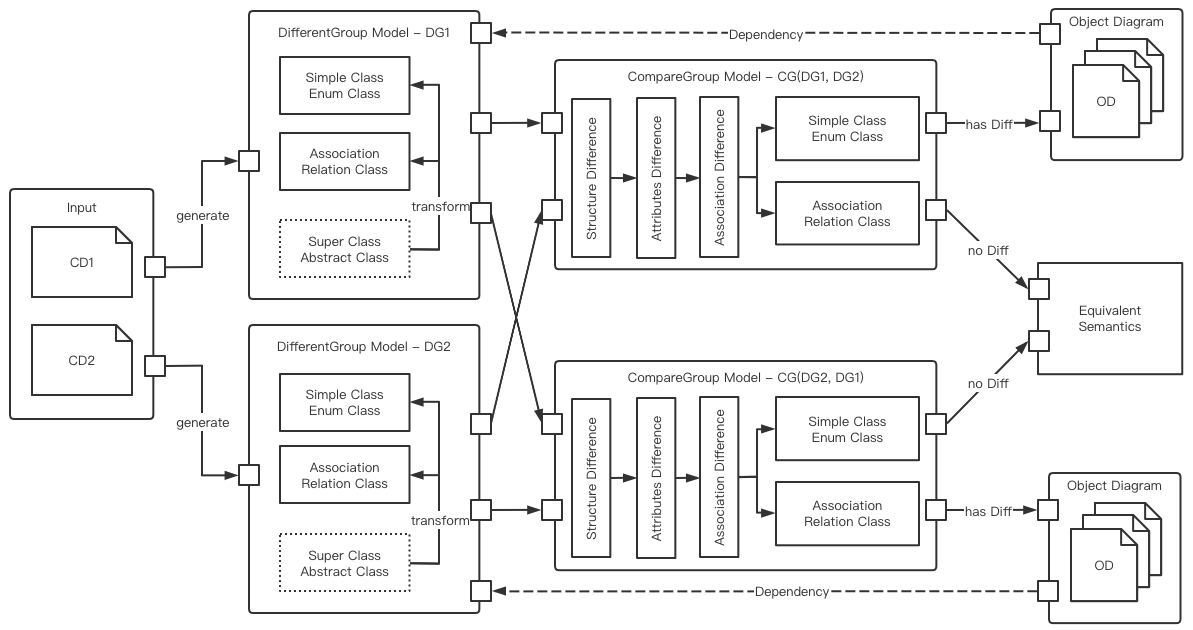 Input
CD1
CD2
generate
generate
DifferentGroup Model – DG1
Simple Class
Enum Class
Association
Relation Class
transform
Super Class
Abstract Class
DifferentGroup Model – DG2
Simple Class
Enum Class
Association
Relation Class
transform
Super Class
Abstract Class
Dependency
CompareGroup Model – CG(DG1, DG2)
Structure Difference
Attributes Difference
Association Difference
Simple Class
Enum Class
Association
Relation Class
has Diff
no Diff
CompareGroup Model – CG(DG2, DG1)
Structure Difference
Attributes Difference
Association Difference
Simple Class
Enum Class
Association
Relation Class
no Diff
has Diff
Dependency
Object Diagram
OD
Equivalent
Semantics
Object Diagram
OD